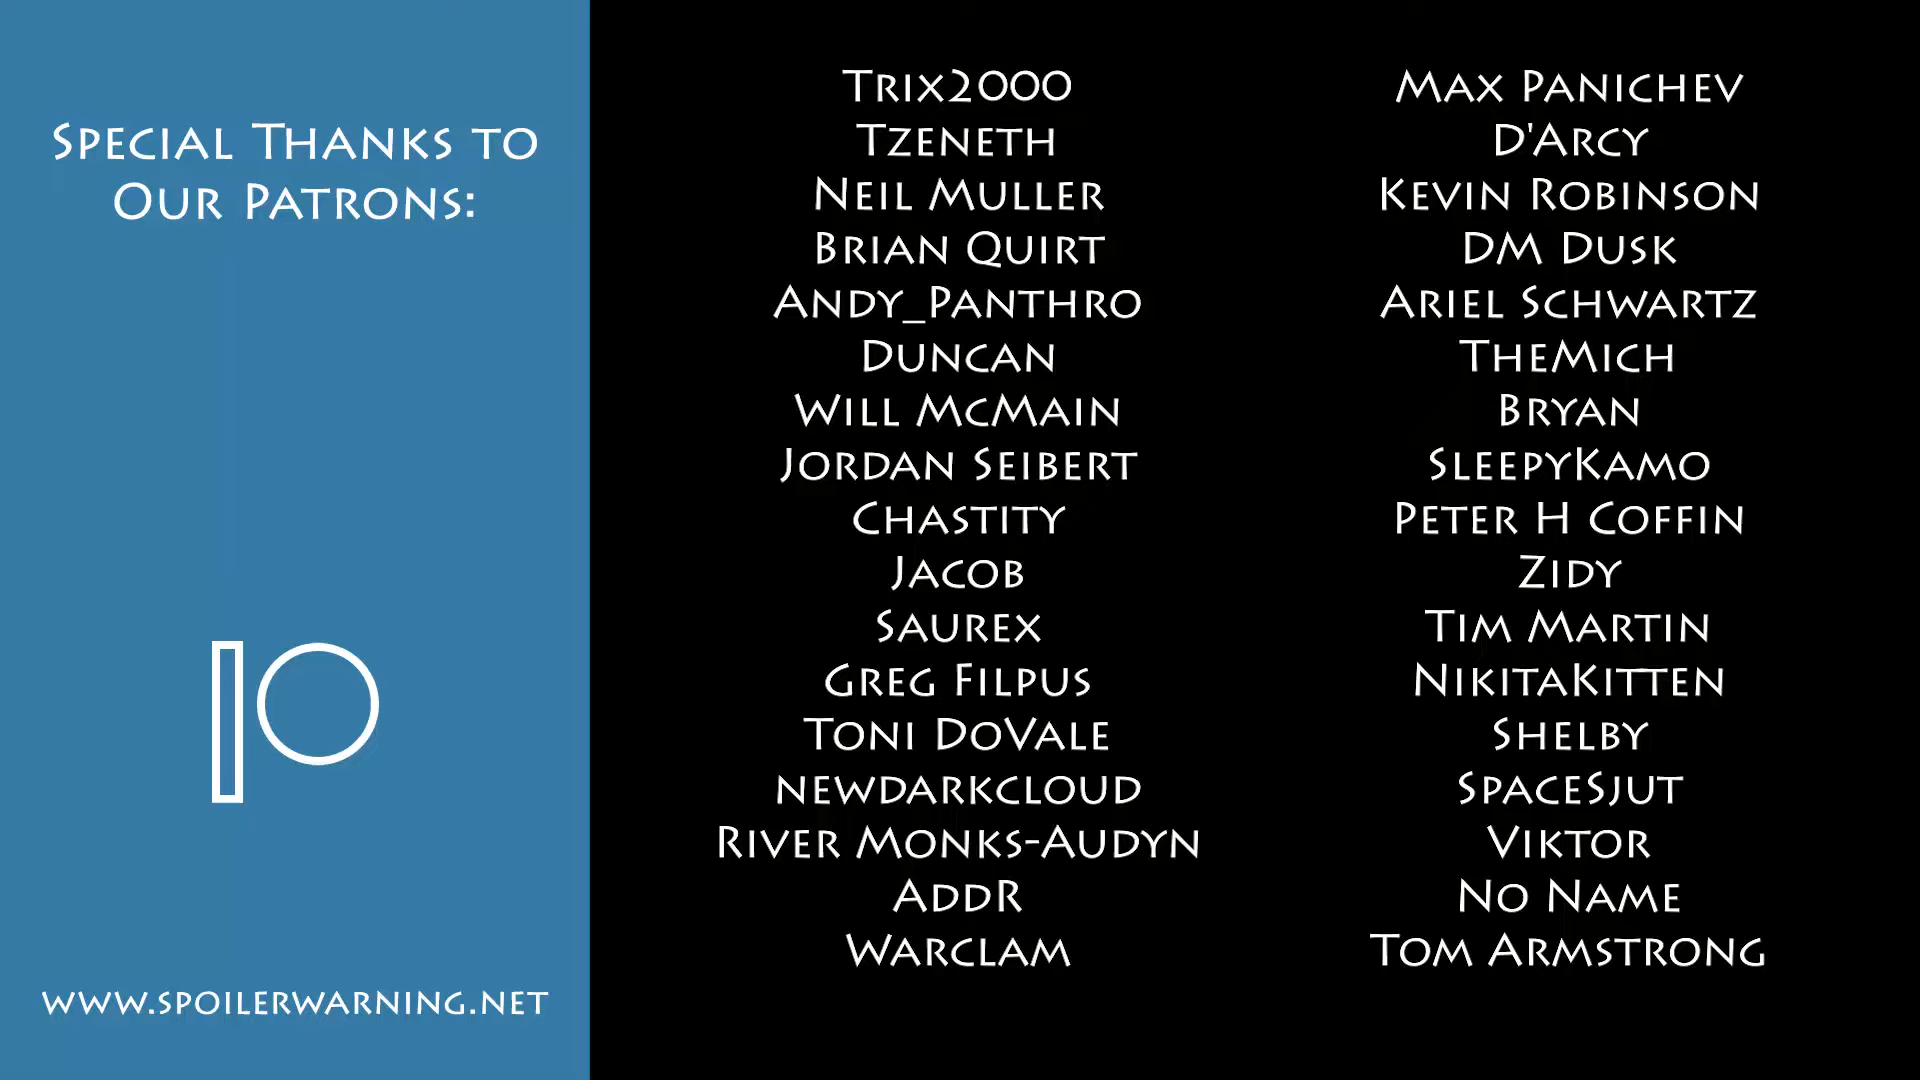 Special Thanks to
Our Patrons:
www.spoilerwarning.net
Trix2000
Tzeneth
Neil Muller
Brian Quirt
Andy_Panthro
Duncan
Will McMain
Jordan Seibert
Chastity
Jacob
Saurex
Greg Filpus
Toni DoVale
newdarkcloud
River Monks-Audyn
AddR
Warclam
Max Panichev
D'Arcy
Kevin Robinson
DM Dusk
Ariel Schwartz
TheMich
Bryan
SleepyKamo
Peter H Coffin
Zidy
Tim Martin
NikitaKitten
Shelby
SpaceSjut
Viktor
No Name
Tom Armstrong